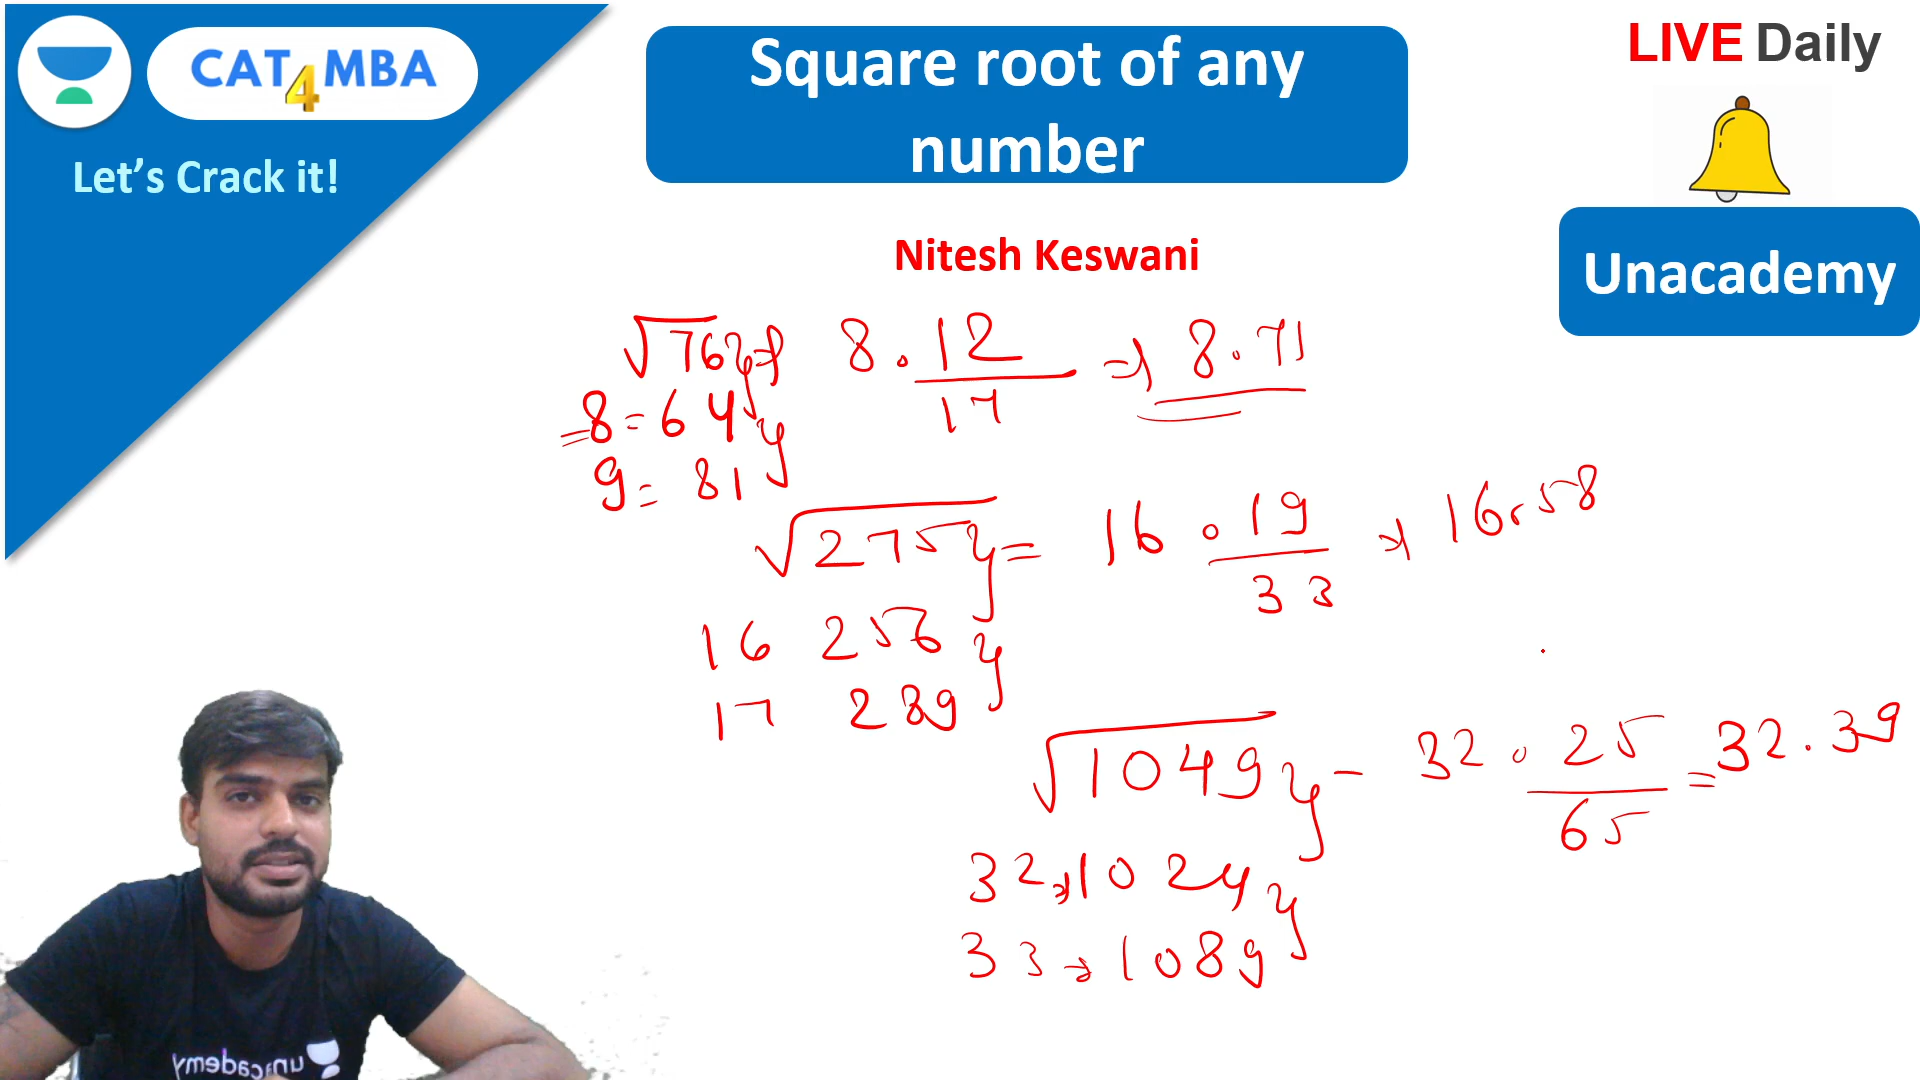 CAT4MBA
Let's Crack it!
Square root of any
number
LIVE Daily
Unacademy
Nitesh Keswani
√76 → 8.12/17 ⇒ 8.71
=8=64
9=81
√275 = 16.19/33 → 16.58
16 256
17 289
√1049 - 32.25/65 = 32.39
32→1024
33→1089
unacademy